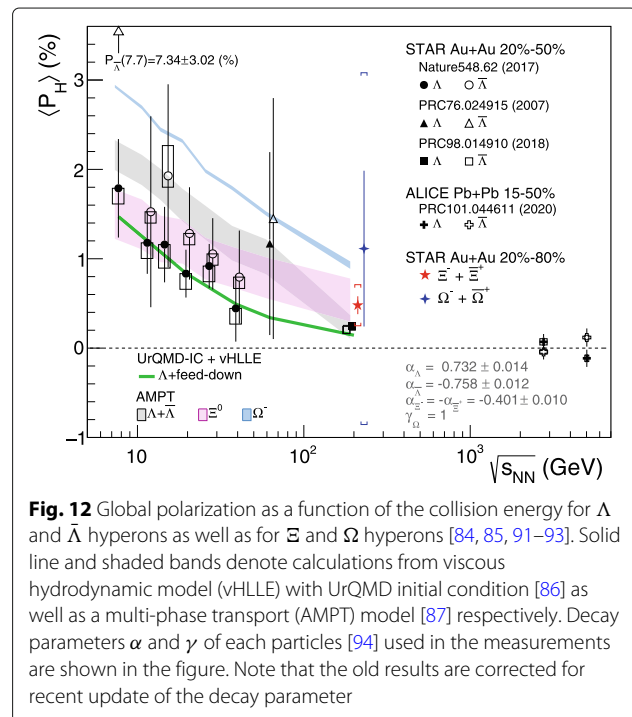 P_Λ̅(7.7)=7.34±3.02 (%)
⟨P_H⟩ (%)
3
2
1
0
−1
10
10²
10³
√s_NN (GeV)
STAR Au+Au 20%-50%
Nature548.62 (2017)
Λ Λ̅
PRC76.024915 (2007)
Λ Λ̅
PRC98.014910 (2018)
Λ Λ̅
ALICE Pb+Pb 15-50%
PRC101.044611 (2020)
Λ Λ̅
STAR Au+Au 20%-80%
Ξ⁻ + Ξ̅⁺
Ω⁻ + Ω̅⁺
UrQMD-IC + vHLLE
Λ+feed-down
AMPT
Λ+Λ̅ Ξ⁰ Ω⁻
α_Λ = 0.732 ± 0.014
α_Λ̅ = -0.758 ± 0.012
α_Ξ⁻ = -α_Ξ̅⁺ = -0.401 ± 0.010
γ_Ω = 1
Fig. 12 Global polarization as a function of the collision energy for Λ
and Λ̅ hyperons as well as for Ξ and Ω hyperons [84, 85, 91–93]. Solid
line and shaded bands denote calculations from viscous
hydrodynamic model (vHLLE) with UrQMD initial condition [86] as
well as a multi-phase transport (AMPT) model [87] respectively. Decay
parameters α and γ of each particles [94] used in the measurements
are shown in the figure. Note that the old results are corrected for
recent update of the decay parameter